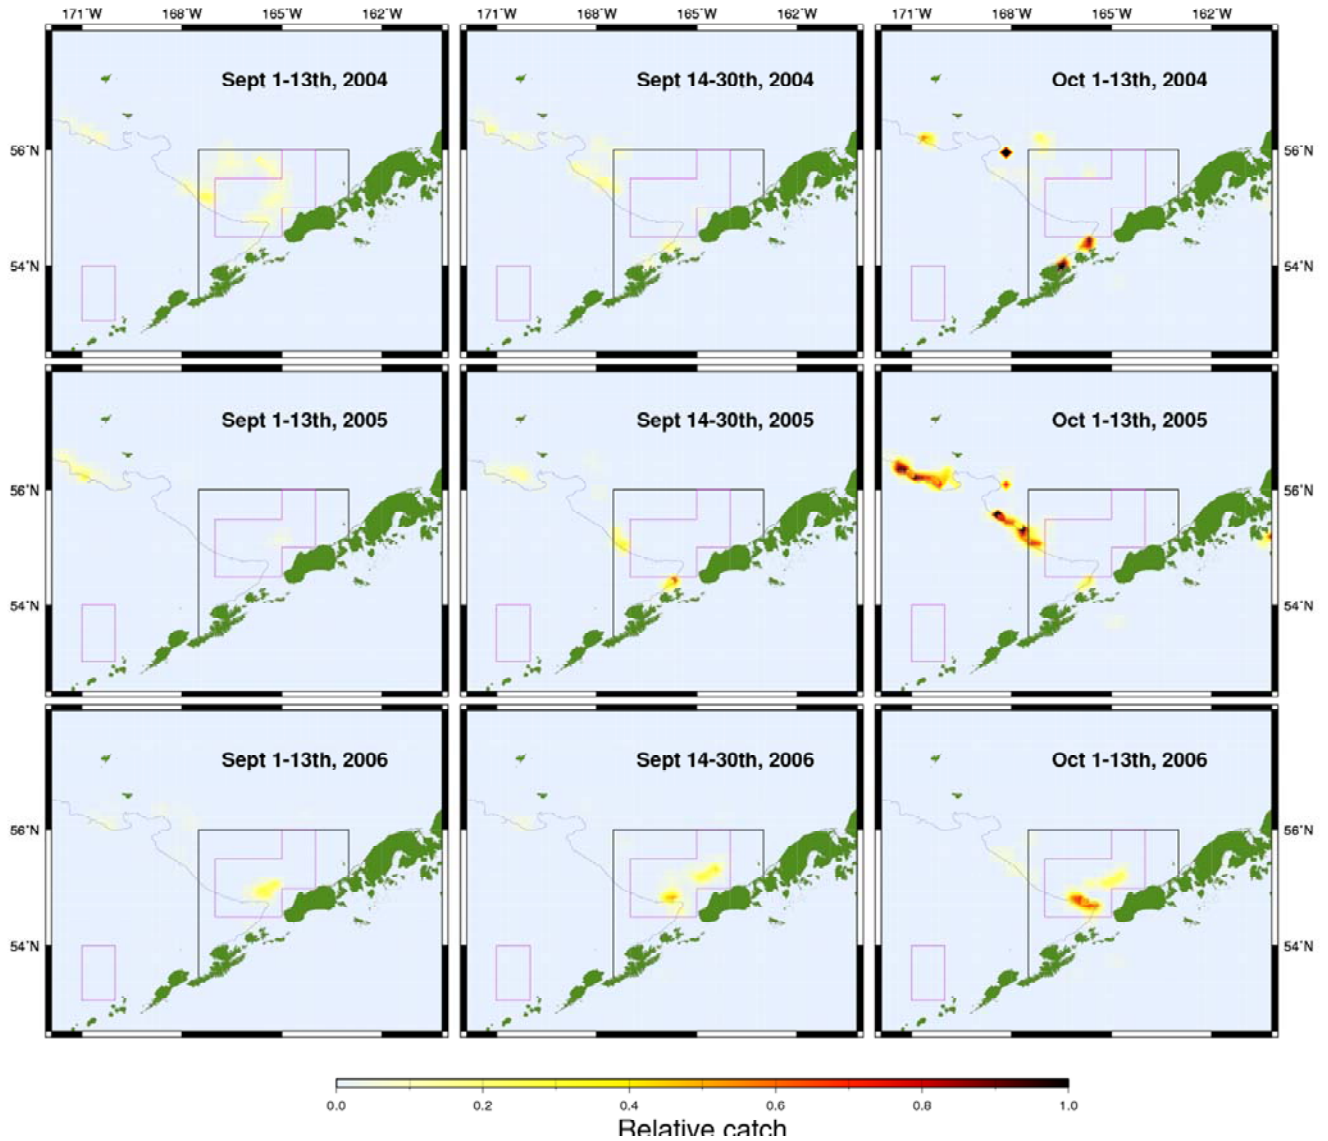 171°W 168°W 165°W 162°W 171°W 168°W 165°W 162°W 171°W 168°W 165°W 162°W
Sept 1-13th, 2004 Sept 14-30th, 2004 Oct 1-13th, 2004
56°N 56°N
54°N 54°N
Sept 1-13th, 2005 Sept 14-30th, 2005 Oct 1-13th, 2005
56°N 56°N
54°N 54°N
Sept 1-13th, 2006 Sept 14-30th, 2006 Oct 1-13th, 2006
56°N 56°N
54°N 54°N
0.0 0.2 0.4 0.6 0.8 1.0
Relative catch